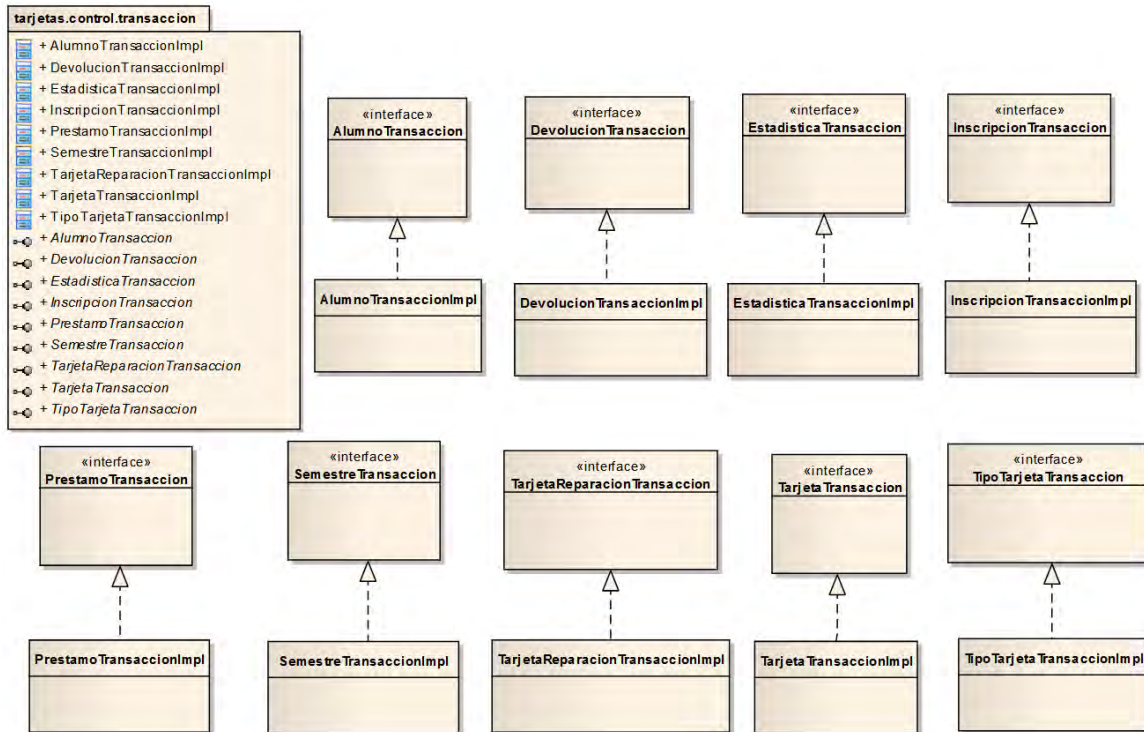 tarjetas.control.transaccion
+ AlumnoTransaccionImpl
+ DevolucionTransaccionImpl
+ EstadisticaTransaccionImpl
+ InscripcionTransaccionImpl
+ PrestamoTransaccionImpl
+ SemestreTransaccionImpl
+ TarjetaReparacionTransaccionImpl
+ TarjetaTransaccionImpl
+ TipoTarjetaTransaccionImpl
+ AlumnoTransaccion
+ DevolucionTransaccion
+ EstadisticaTransaccion
+ InscripcionTransaccion
+ PrestamoTransaccion
+ SemestreTransaccion
+ TarjetaReparacionTransaccion
+ TarjetaTransaccion
+ TipoTarjetaTransaccion
«interface»
AlumnoTransaccion
«interface»
DevolucionTransaccion
«interface»
EstadisticaTransaccion
«interface»
InscripcionTransaccion
AlumnoTransaccionImpl
DevolucionTransaccionImpl
EstadisticaTransaccionImpl
InscripcionTransaccionImpl
«interface»
PrestamoTransaccion
«interface»
SemestreTransaccion
«interface»
TarjetaReparacionTransaccion
«interface»
TarjetaTransaccion
«interface»
TipoTarjetaTransaccion
PrestamoTransaccionImpl
SemestreTransaccionImpl
TarjetaReparacionTransaccionImpl
TarjetaTransaccionImpl
TipoTarjetaTransaccionImpl